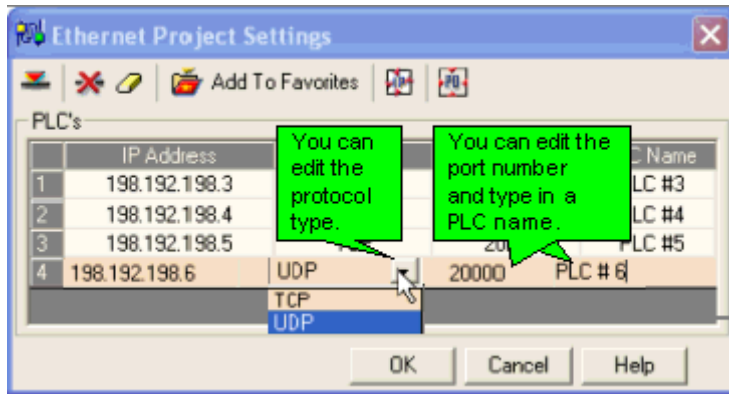 Ethernet Project Settings
Add To Favorites
PLC's
IP Address
C Name
You can
edit the
protocol
type.
You can edit the
port number
and type in a
PLC name.
1 198.192.198.3 LC #3
2 198.192.198.4 LC #4
3 198.192.198.5 20 PLC #5
4 198.192.198.6 UDP 20000 PLC # 6
TCP
UDP
OK Cancel Help